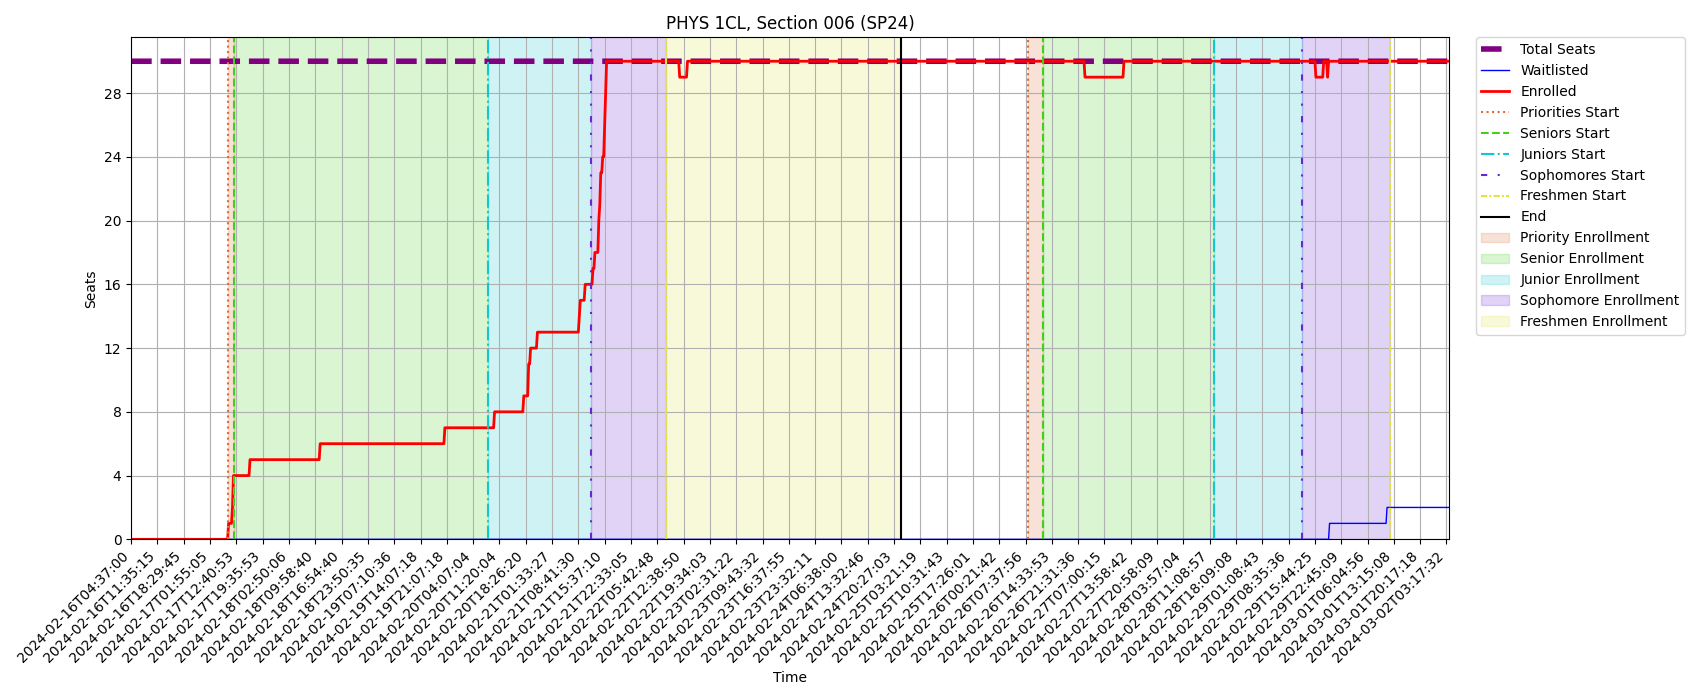 PHYS 1CL, Section 006 (SP24)
Seats
28
24
20
16
12
8
4
0
2024-02-16T04:37:00
2024-02-16T11:35:15
2024-02-16T18:29:45
2024-02-17T01:55:05
2024-02-17T12:40:53
2024-02-17T19:35:53
2024-02-18T02:50:06
2024-02-18T09:58:40
2024-02-18T16:54:40
2024-02-18T23:50:35
2024-02-19T07:10:36
2024-02-19T14:07:18
2024-02-19T21:07:18
2024-02-20T04:07:04
2024-02-20T11:20:04
2024-02-20T18:26:20
2024-02-21T01:33:27
2024-02-21T08:41:30
2024-02-21T15:37:10
2024-02-21T22:33:05
2024-02-22T05:42:48
2024-02-22T12:38:50
2024-02-22T19:34:03
2024-02-23T02:31:22
2024-02-23T09:43:32
2024-02-23T16:37:55
2024-02-23T23:32:11
2024-02-24T06:38:00
2024-02-24T13:32:46
2024-02-24T20:27:03
2024-02-25T03:21:19
2024-02-25T10:31:43
2024-02-25T17:26:01
2024-02-26T00:21:42
2024-02-26T07:37:56
2024-02-26T14:33:53
2024-02-26T21:31:36
2024-02-27T07:00:15
2024-02-27T13:58:42
2024-02-27T20:58:09
2024-02-28T03:57:04
2024-02-28T11:08:57
2024-02-28T18:09:08
2024-02-29T01:08:43
2024-02-29T08:35:36
2024-02-29T15:44:25
2024-02-29T22:45:09
2024-03-01T06:04:56
2024-03-01T13:15:08
2024-03-01T20:17:18
2024-03-02T03:17:32
Time
Total Seats
Waitlisted
Enrolled
Priorities Start
Seniors Start
Juniors Start
Sophomores Start
Freshmen Start
End
Priority Enrollment
Senior Enrollment
Junior Enrollment
Sophomore Enrollment
Freshmen Enrollment